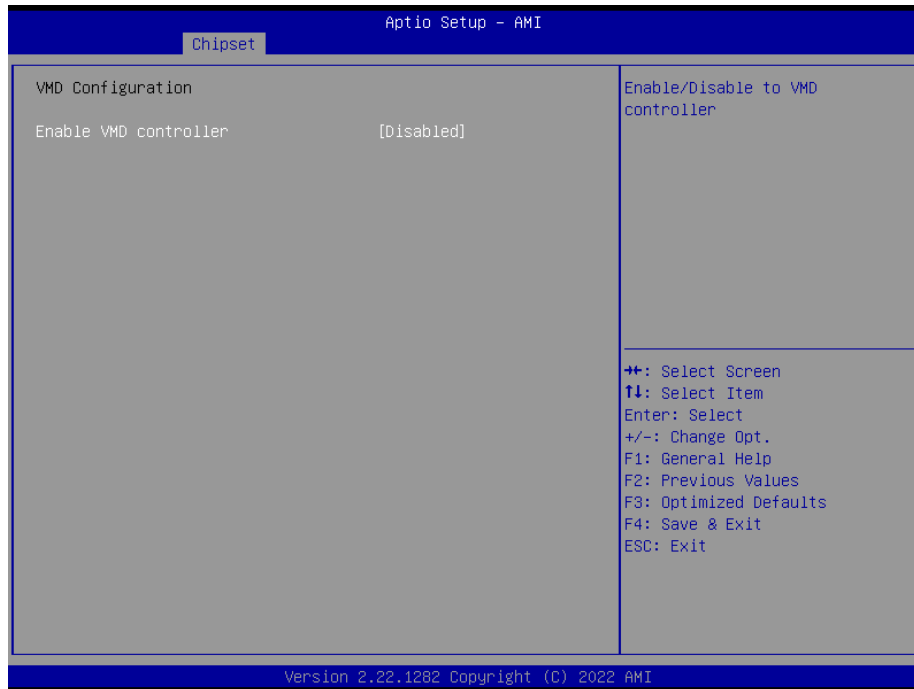 Aptio Setup – AMI
Chipset
VMD Configuration
Enable VMD controller [Disabled]
Enable/Disable to VMD
controller
→←: Select Screen
↑↓: Select Item
Enter: Select
+/-: Change Opt.
F1: General Help
F2: Previous Values
F3: Optimized Defaults
F4: Save & Exit
ESC: Exit
Version 2.22.1282 Copyright (C) 2022 AMI